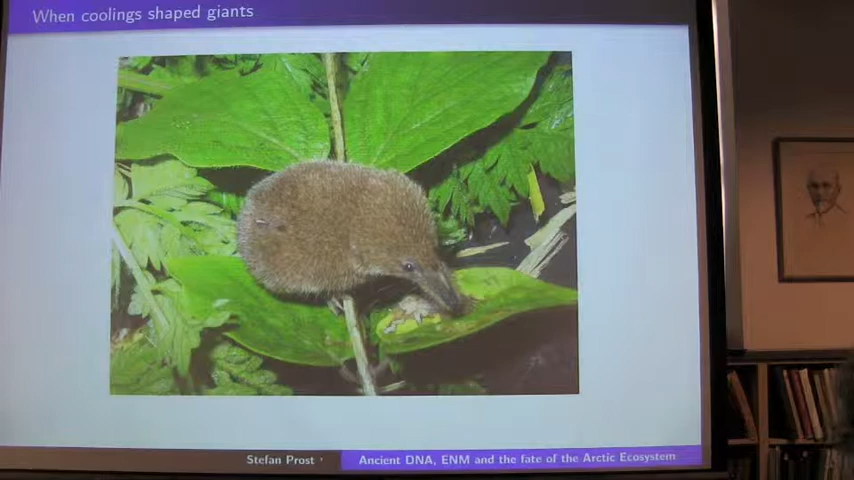 When coolings shaped giants
Stefan Prost
Ancient DNA, ENM and the fate of the Arctic Ecosystem